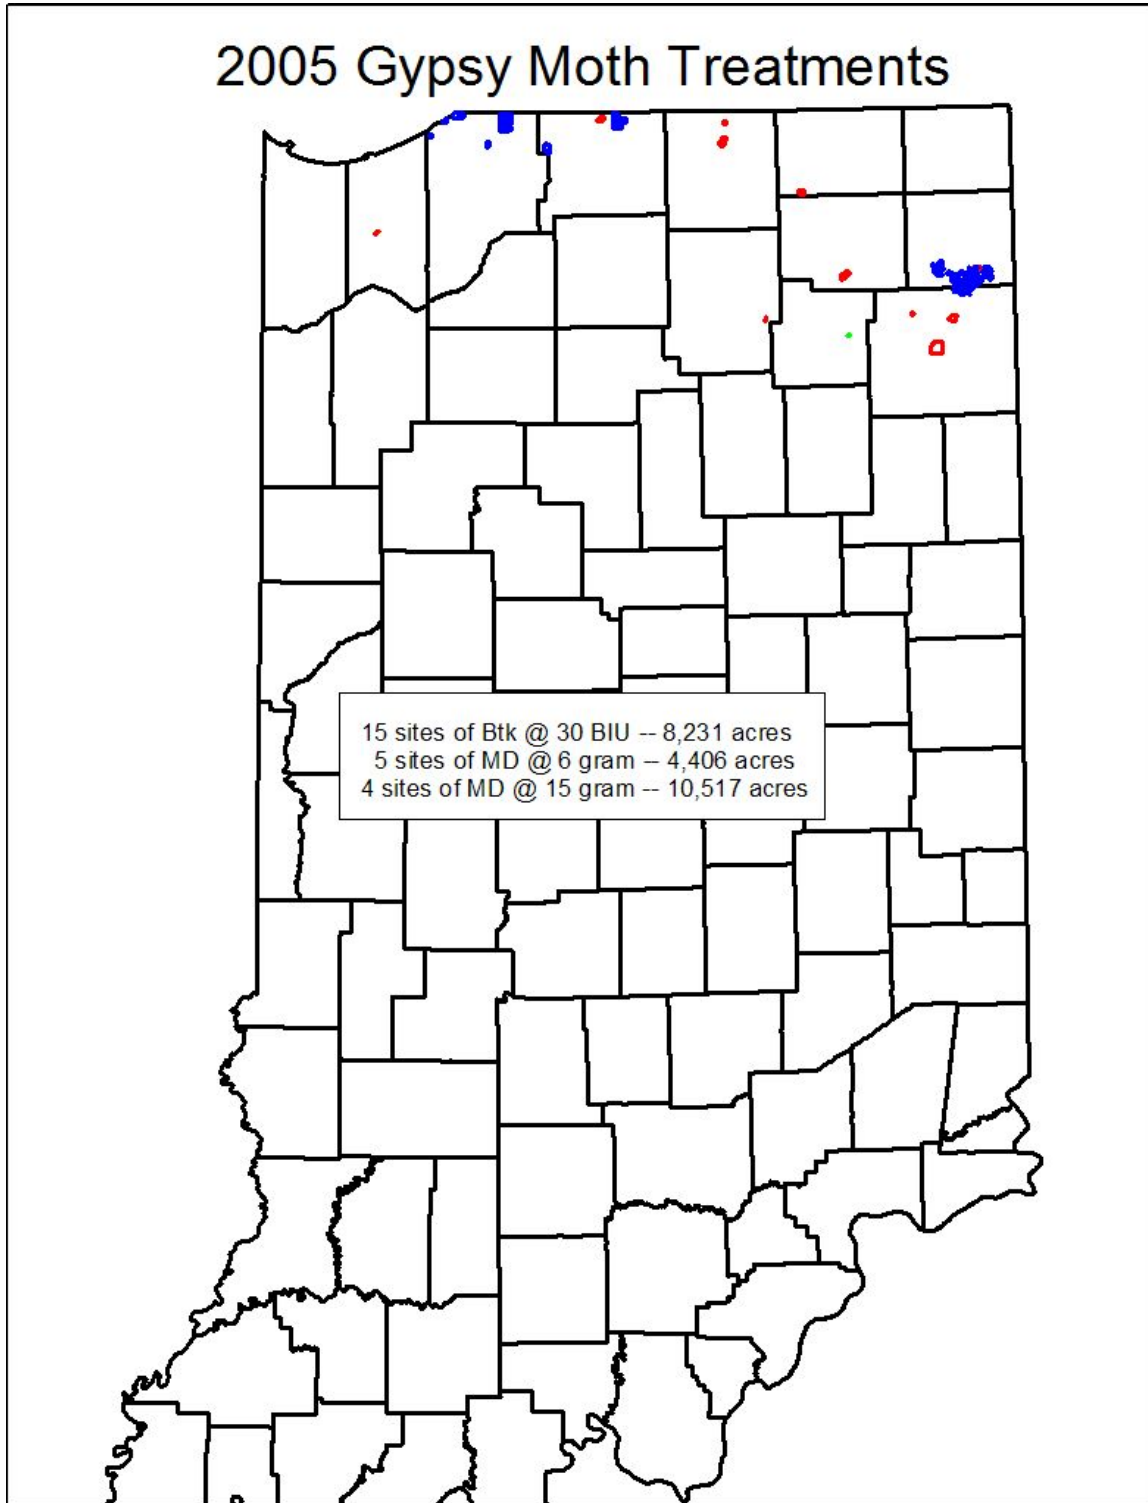 2005 Gypsy Moth Treatments
15 sites of Btk @ 30 BIU -- 8,231 acres
5 sites of MD @ 6 gram -- 4,406 acres
4 sites of MD @ 15 gram -- 10,517 acres